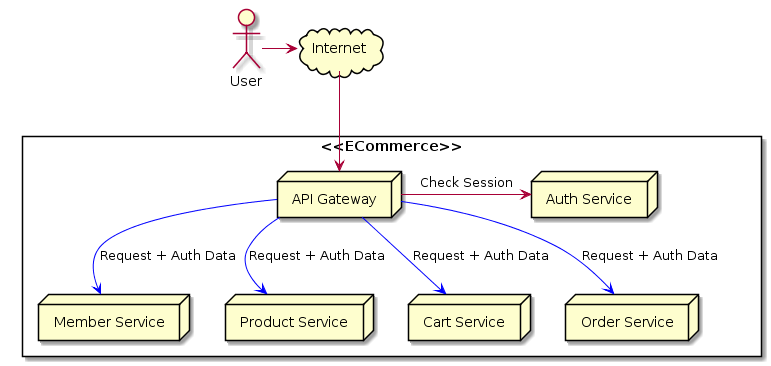 Internet
User
<<ECommerce>>
Check Session
API Gateway
Auth Service
Request + Auth Data
Request + Auth Data
Request + Auth Data
Request + Auth Data
Member Service
Product Service
Cart Service
Order Service